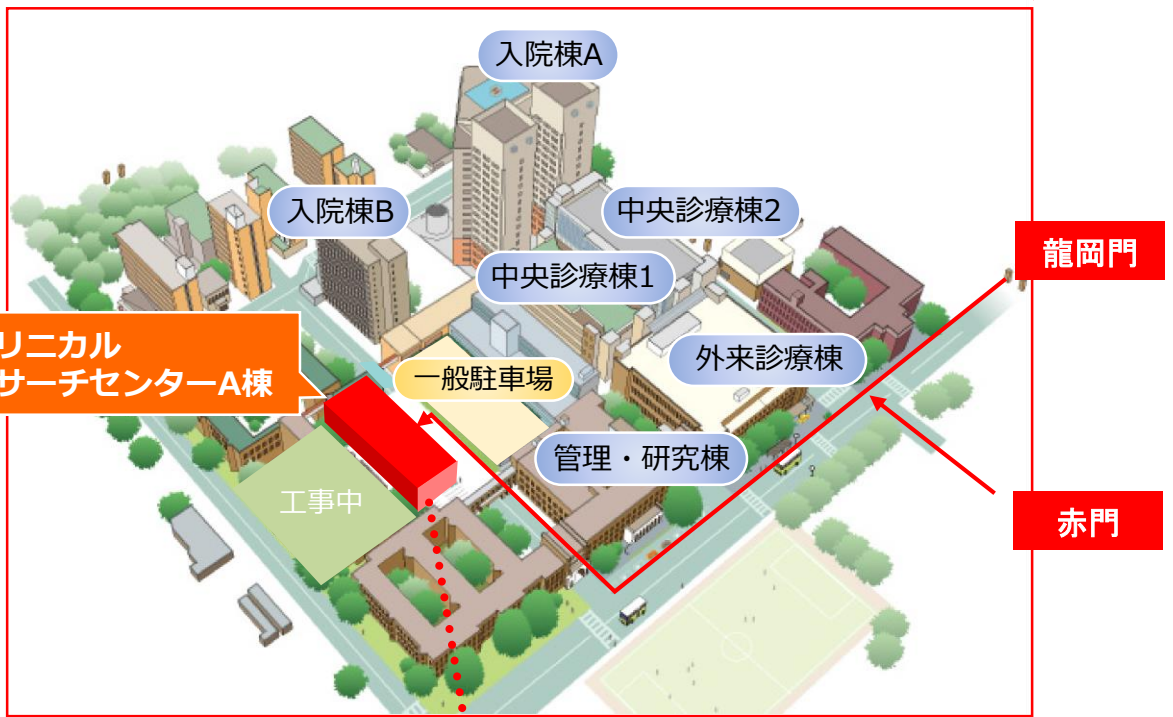 入院棟A
入院棟B
中央診療棟2
中央診療棟1
龍岡門
リニカル
サーチセンターA棟
一般駐車場
外来診療棟
管理・研究棟
工事中
赤門